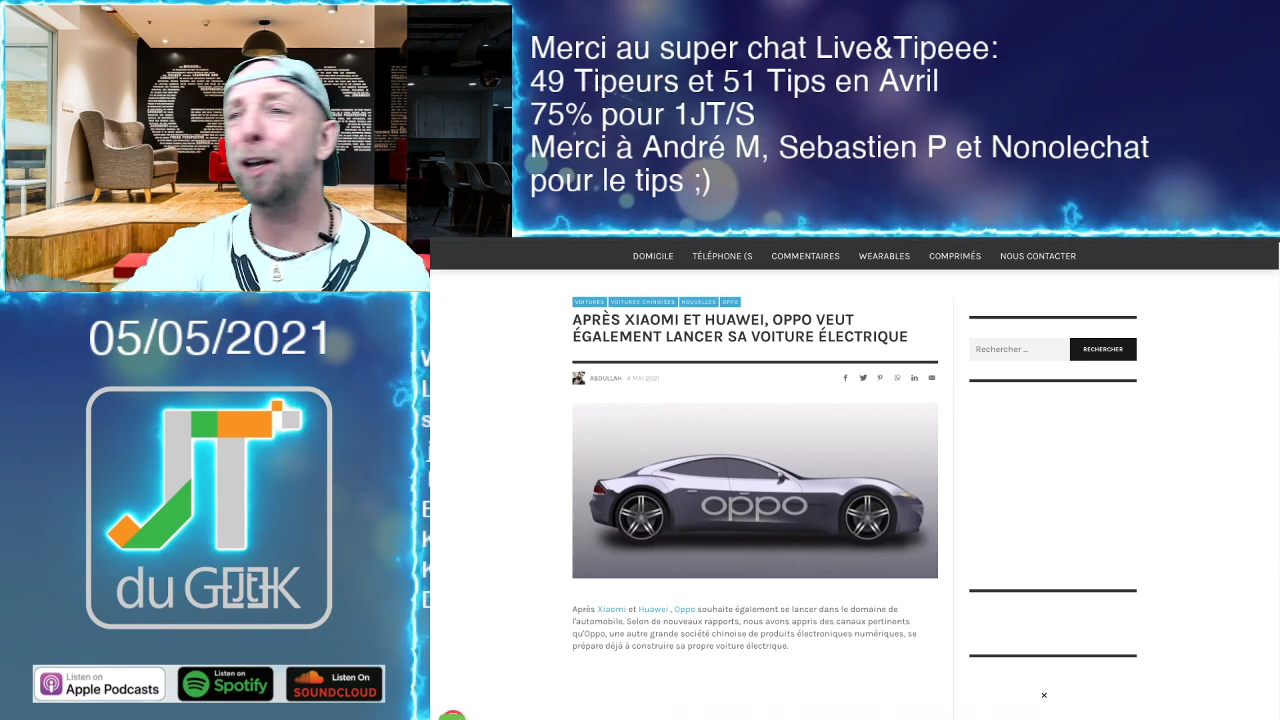 Merci au super chat Live&Tipeee:
49 Tipeurs et 51 Tips en Avril
75% pour 1JT/S
Merci à André M, Sebastien P et Nonolechat
pour le tips ;)
DOMICILE TÉLÉPHONE (S COMMENTAIRES WEARABLES COMPRIMÉS NOUS CONTACTER
VOITURES VOITURES CHINOISES NOUVELLES OPPO
APRÈS XIAOMI ET HUAWEI, OPPO VEUT
ÉGALEMENT LANCER SA VOITURE ÉLECTRIQUE
ABDULLAH 4 MAI 2021
Rechercher ... RECHERCHER
oppo
Après Xiaomi et Huawei , Oppo souhaite également se lancer dans le domaine de
l'automobile. Selon de nouveaux rapports, nous avons appris des canaux pertinents
qu'Oppo, une autre grande société chinoise de produits électroniques numériques, se
prépare déjà à construire sa propre voiture électrique.
05/05/2021
JT
du GEEK
Listen on
Apple Podcasts
Listen on
Spotify
Listen On
SOUNDCLOUD